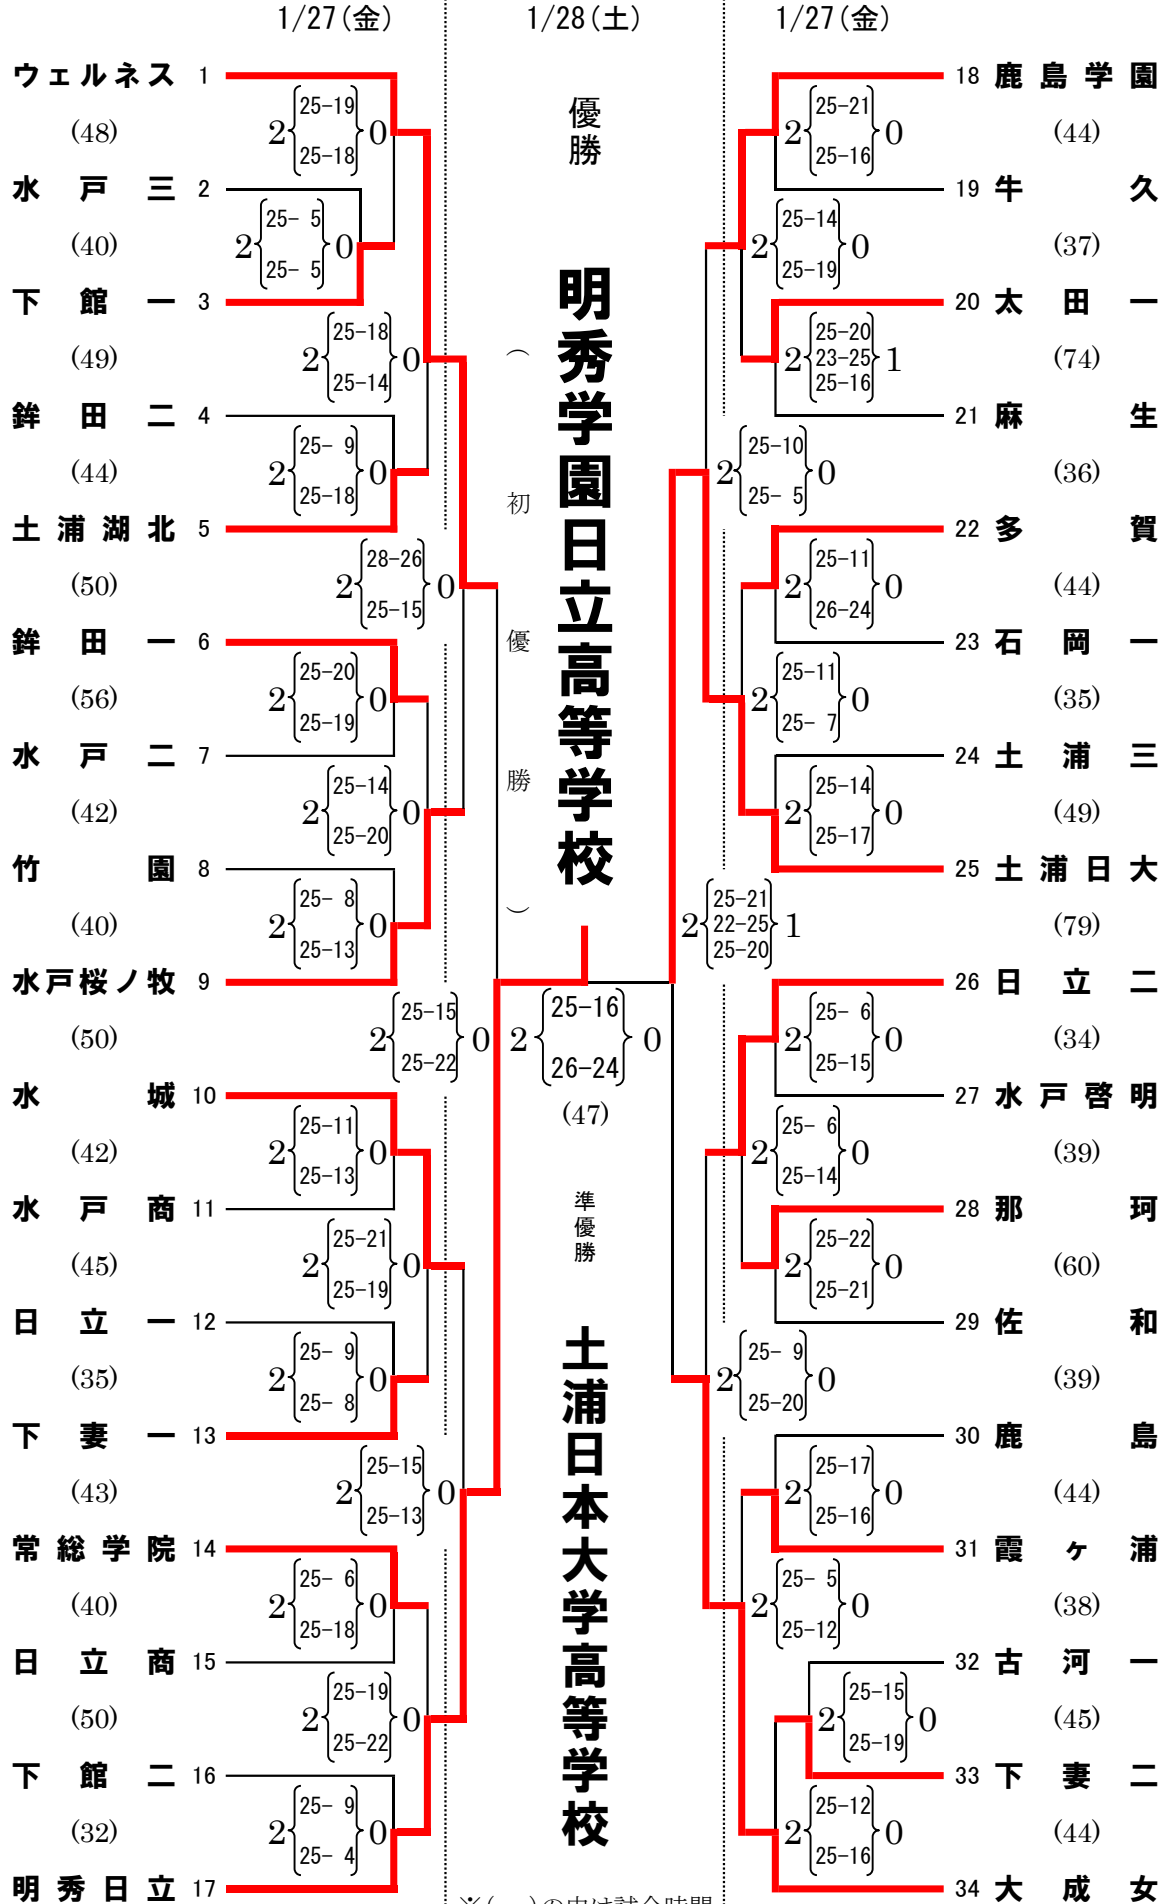 1/27(金)
1/28(土)
1/27(金)
ウェルネス 1
25-19
2 0
25-18
(48)
水戸三 2
25- 5
2 0
25- 5
(40)
下館一 3
25-18
2 0
25-14
(49)
鉾田二 4
25- 9
2 0
25-18
(44)
土浦湖北 5
28-26
2 0
25-15
(50)
鉾田一 6
25-20
2 0
25-19
(56)
水戸二 7
25-14
2 0
25-20
(42)
竹園 8
25- 8
2 0
25-13
(40)
水戸桜ノ牧 9
25-15
2 0
25-22
(50)
水城 10
25-11
2 0
25-13
(42)
水戸商 11
25-21
2 0
25-19
(45)
日立一 12
25- 9
2 0
25- 8
(35)
下妻一 13
25-15
2 0
25-13
(43)
常総学院 14
25- 6
2 0
25-18
(40)
日立商 15
25-19
2 0
25-22
(50)
下館二 16
25- 9
2 0
25- 4
(32)
明秀日立 17
優勝
明秀学園日立高等学校
(初優勝)
25-16
2 0
26-24
(47)
準優勝
土浦日本大学高等学校
18 鹿島学園
25-21
2 0
25-16
(44)
19 牛久
25-14
2 0
25-19
(37)
20 太田一
25-20
2 23-25 1
25-16
(74)
21 麻生
25-10
2 0
25- 5
(36)
22 多賀
25-11
2 0
26-24
(44)
23 石岡一
25-11
2 0
25- 7
(35)
24 土浦三
25-14
2 0
25-17
(49)
25 土浦日大
25-21
2 22-25 1
25-20
(79)
26 日立二
25- 6
2 0
25-15
(34)
27 水戸啓明
25- 6
2 0
25-14
(39)
28 那珂
25-22
2 0
25-21
(60)
29 佐和
25- 9
2 0
25-20
(39)
30 鹿島
25-17
2 0
25-16
(44)
31 霞ヶ浦
25- 5
2 0
25-12
(38)
32 古河一
25-15
2 0
25-19
(45)
33 下妻二
25-12
2 0
25-16
(44)
34 大成女
※( )の中は試合時間